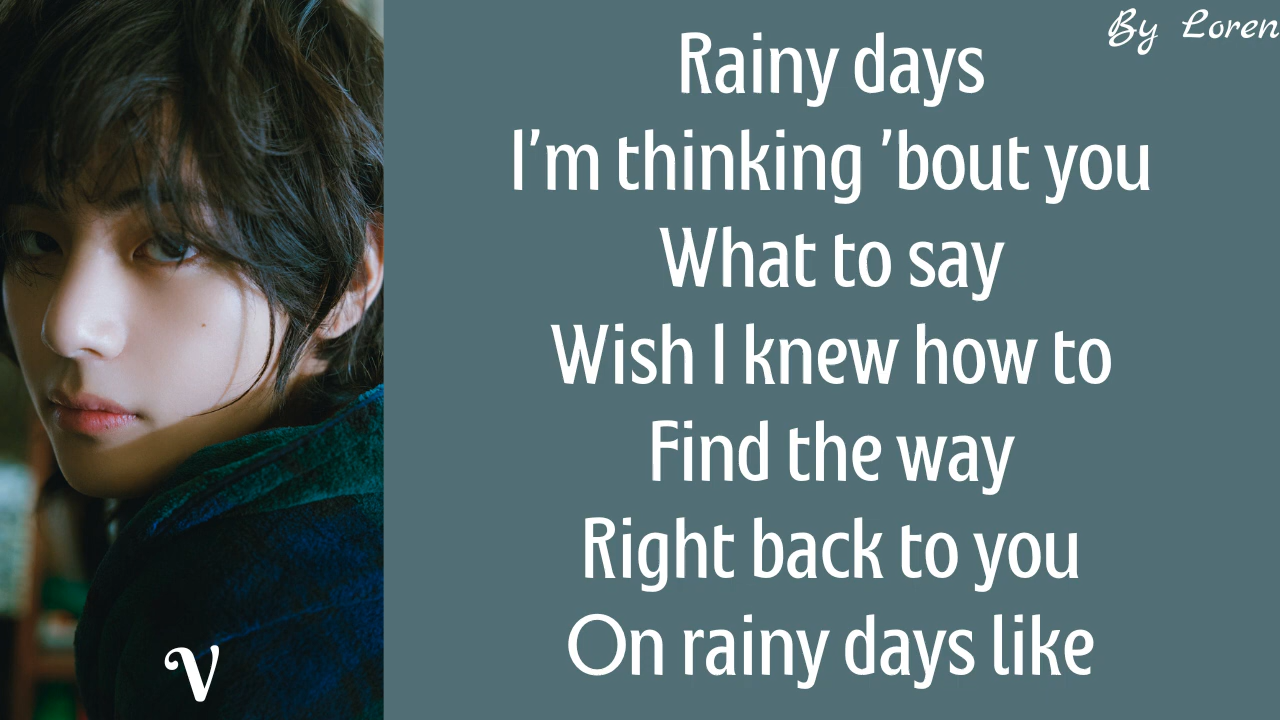 By Loren
Rainy days
I'm thinking 'bout you
What to say
Wish I knew how to
Find the way
Right back to you
On rainy days like
V